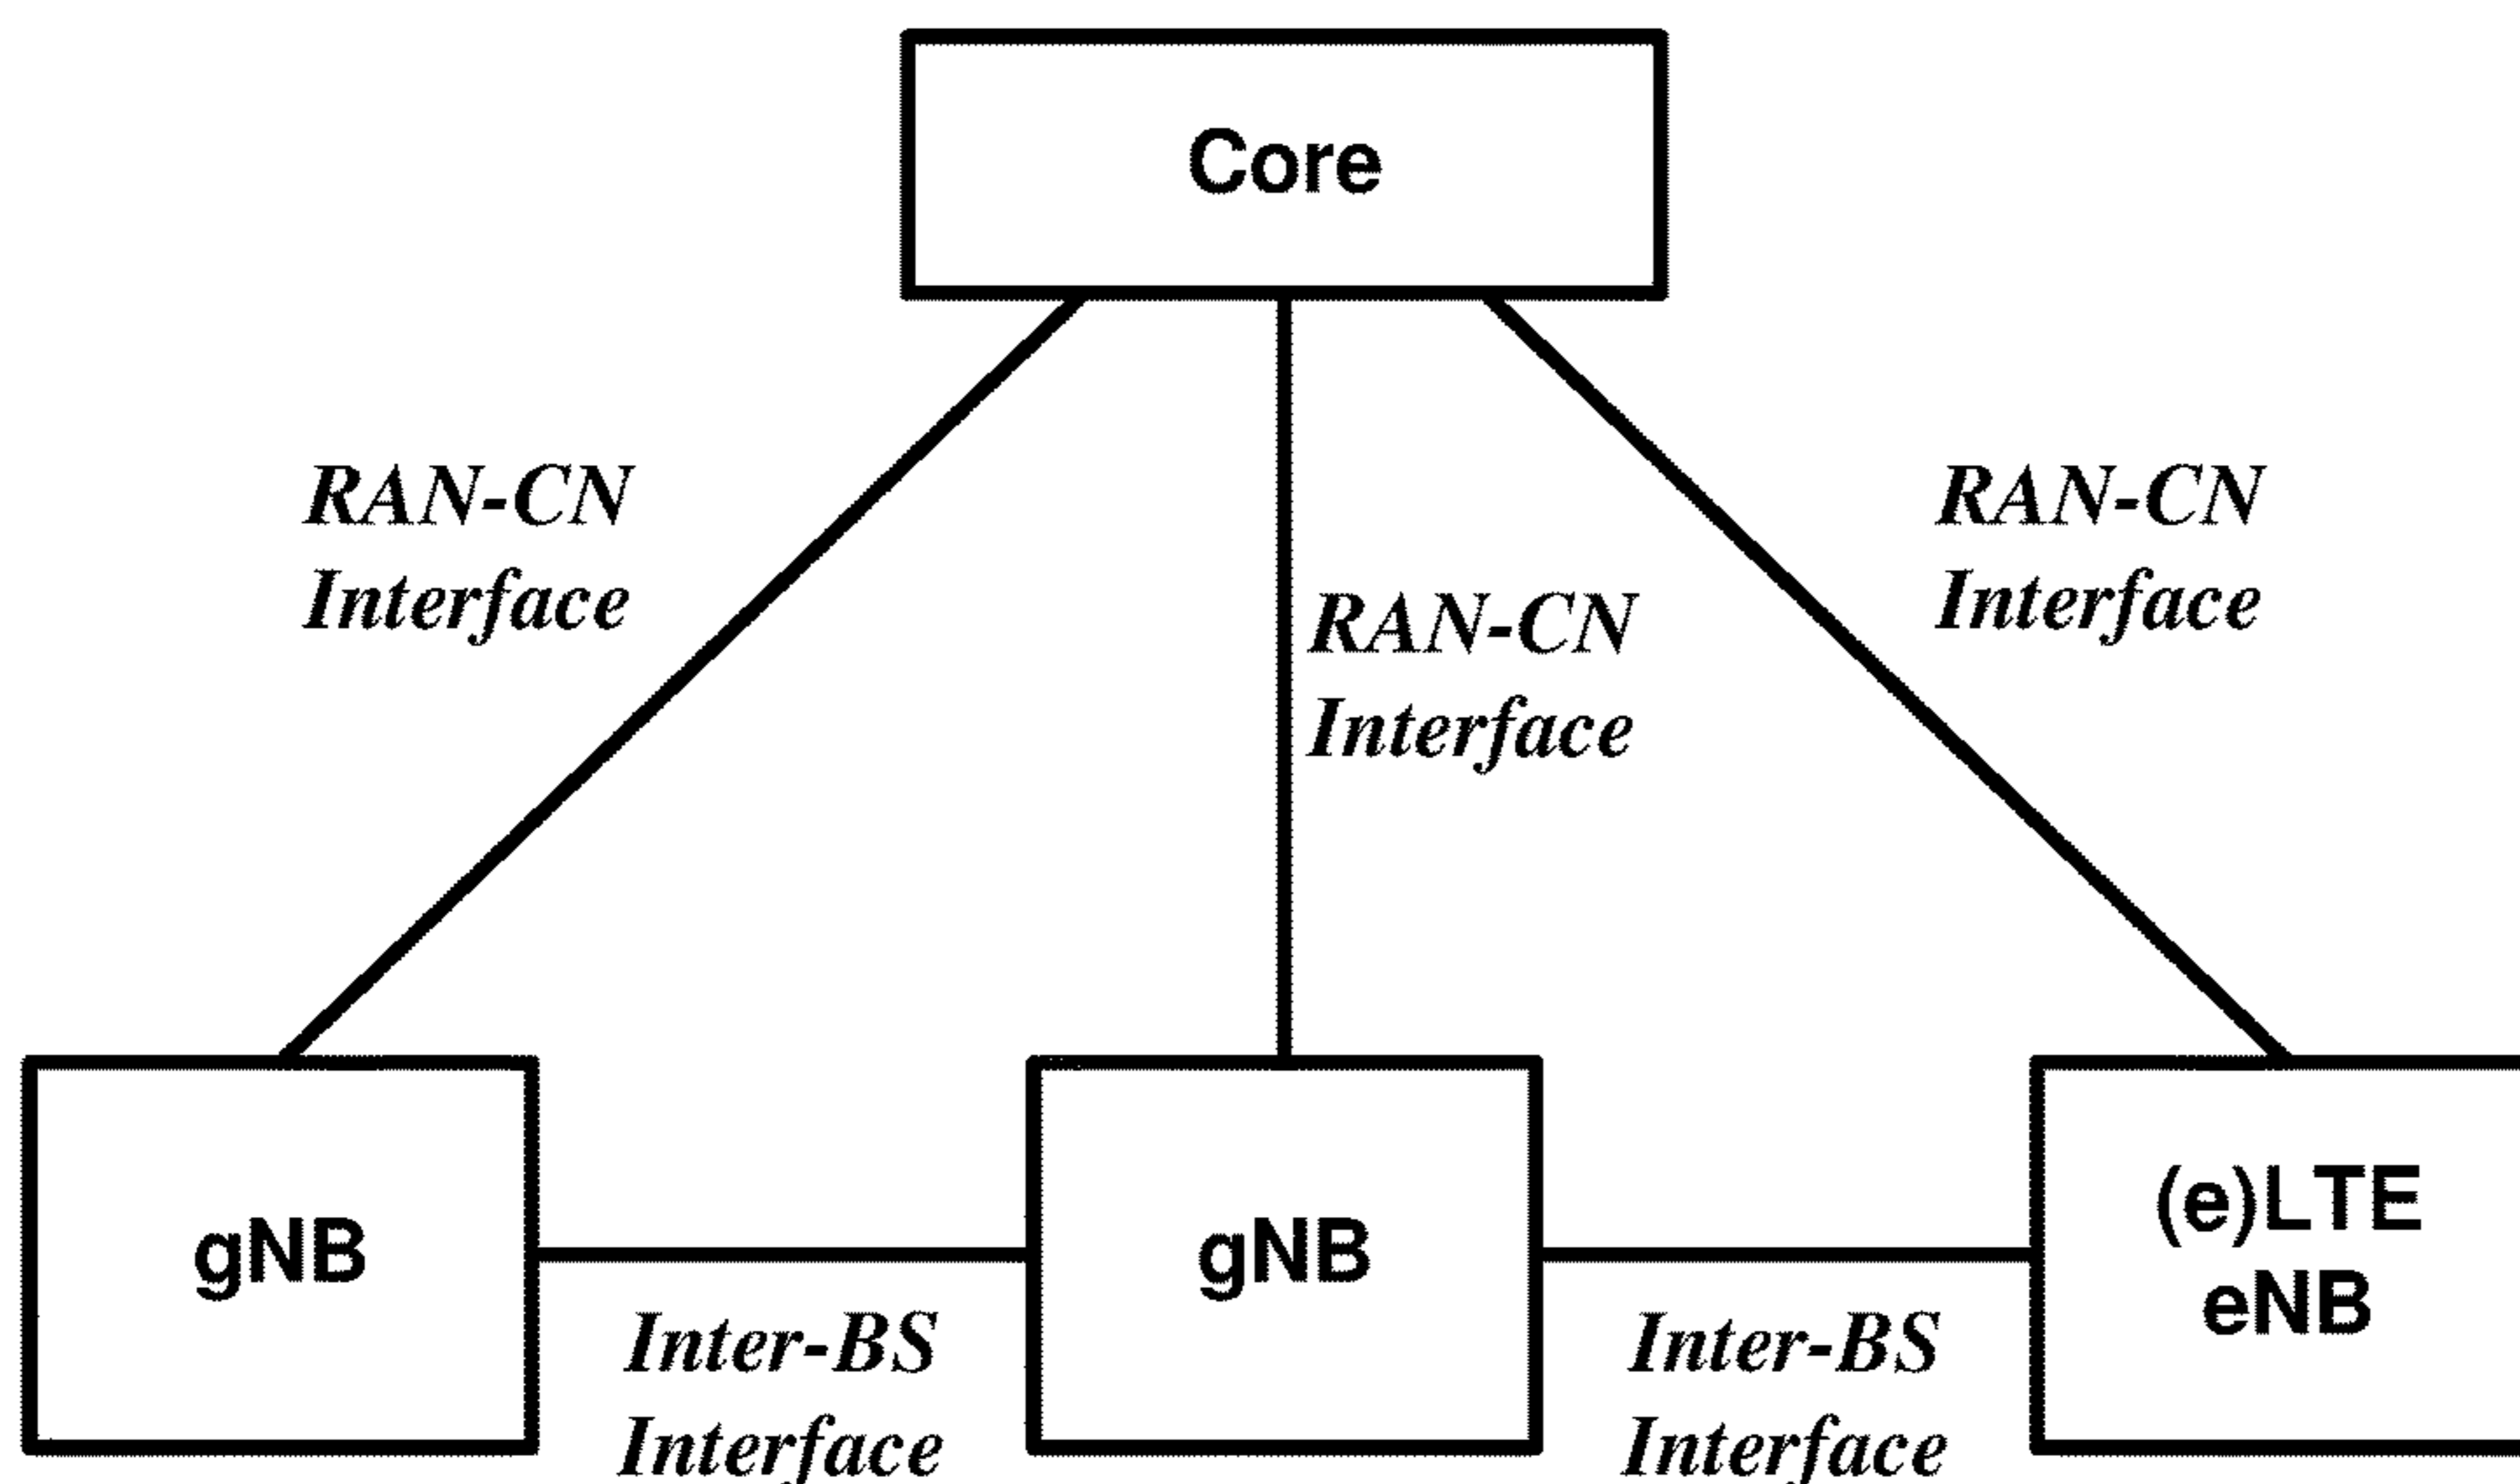 Core
RAN-CN
Interface
RAN-CN
Interface
RAN-CN
Interface
gNB
gNB
(e)LTE
eNB
Inter-BS
Interface
Inter-BS
Interface